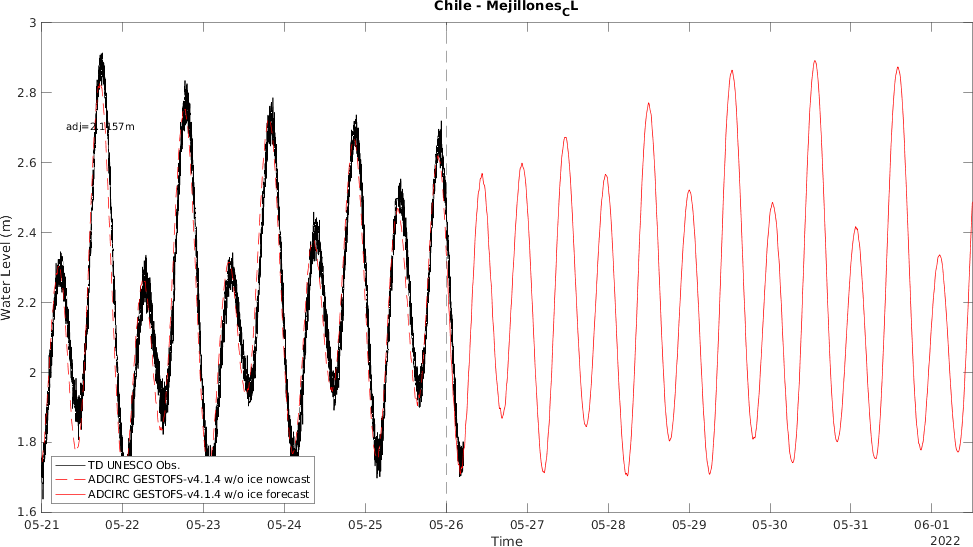 Chile - Mejillones_CL
3
2.8
adj=2.1157m
2.6
2.4
Water Level (m)
2.2
2
1.8
TD UNESCO Obs.
ADCIRC GESTOFS-v4.1.4 w/o ice nowcast
ADCIRC GESTOFS-v4.1.4 w/o ice forecast
1.6
05-21 05-22 05-23 05-24 05-25 05-26 05-27 05-28 05-29 05-30 05-31 06-01
Time
2022